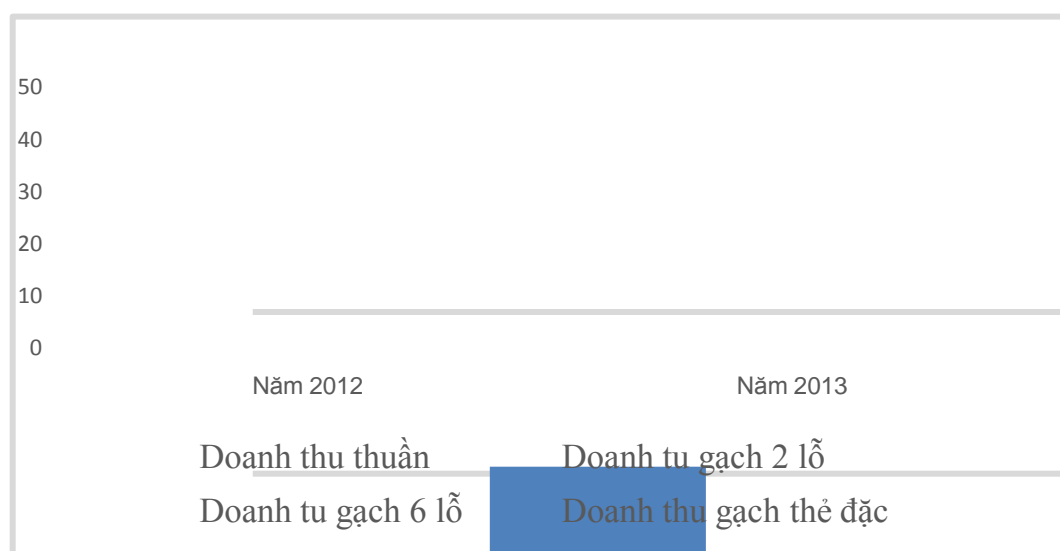 50
40
30
20
10
0
Năm 2012 Năm 2013
Doanh thu thuần Doanh tu gạch 2 lỗ
Doanh tu gạch 6 lỗ Doanh thu gạch thẻ đặc